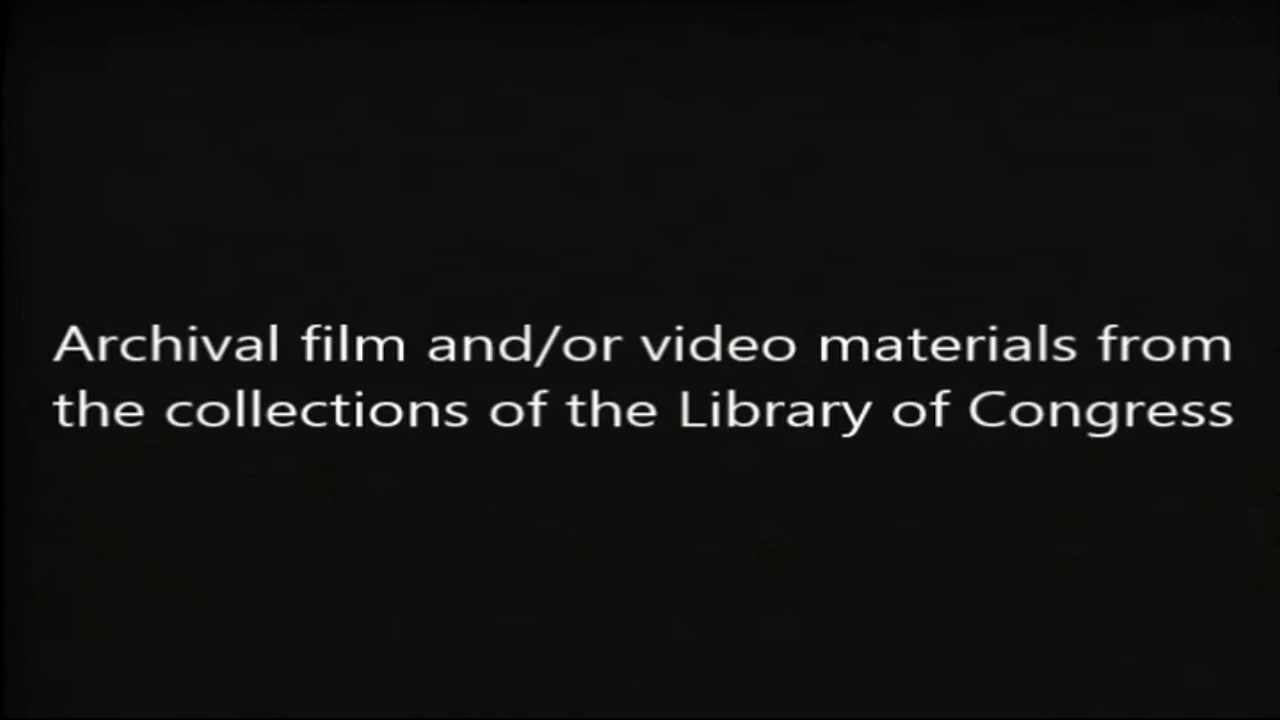 Archival film and/or video materials from
the collections of the Library of Congress